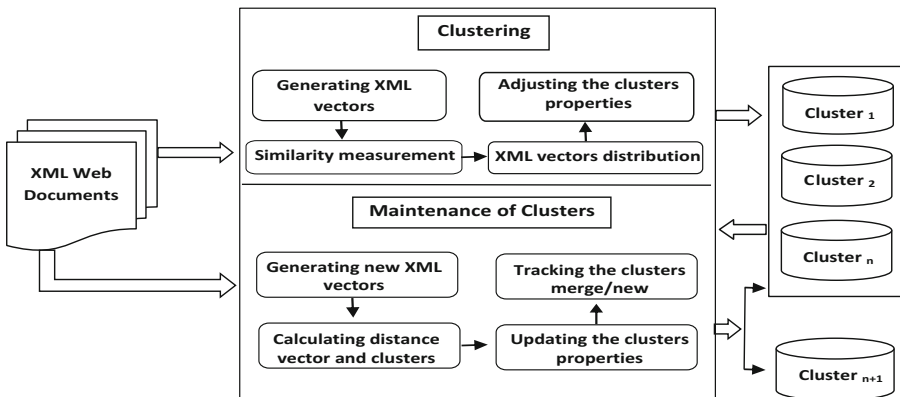 Clustering
Generating XML
vectors
Adjusting the clusters
properties
Similarity measurement
XML vectors distribution
XML Web
Documents
Maintenance of Clusters
Generating new XML
vectors
Tracking the clusters
merge/new
Calculating distance
vector and clusters
Updating the clusters
properties
Cluster 1
Cluster 2
Cluster n
Cluster n+1